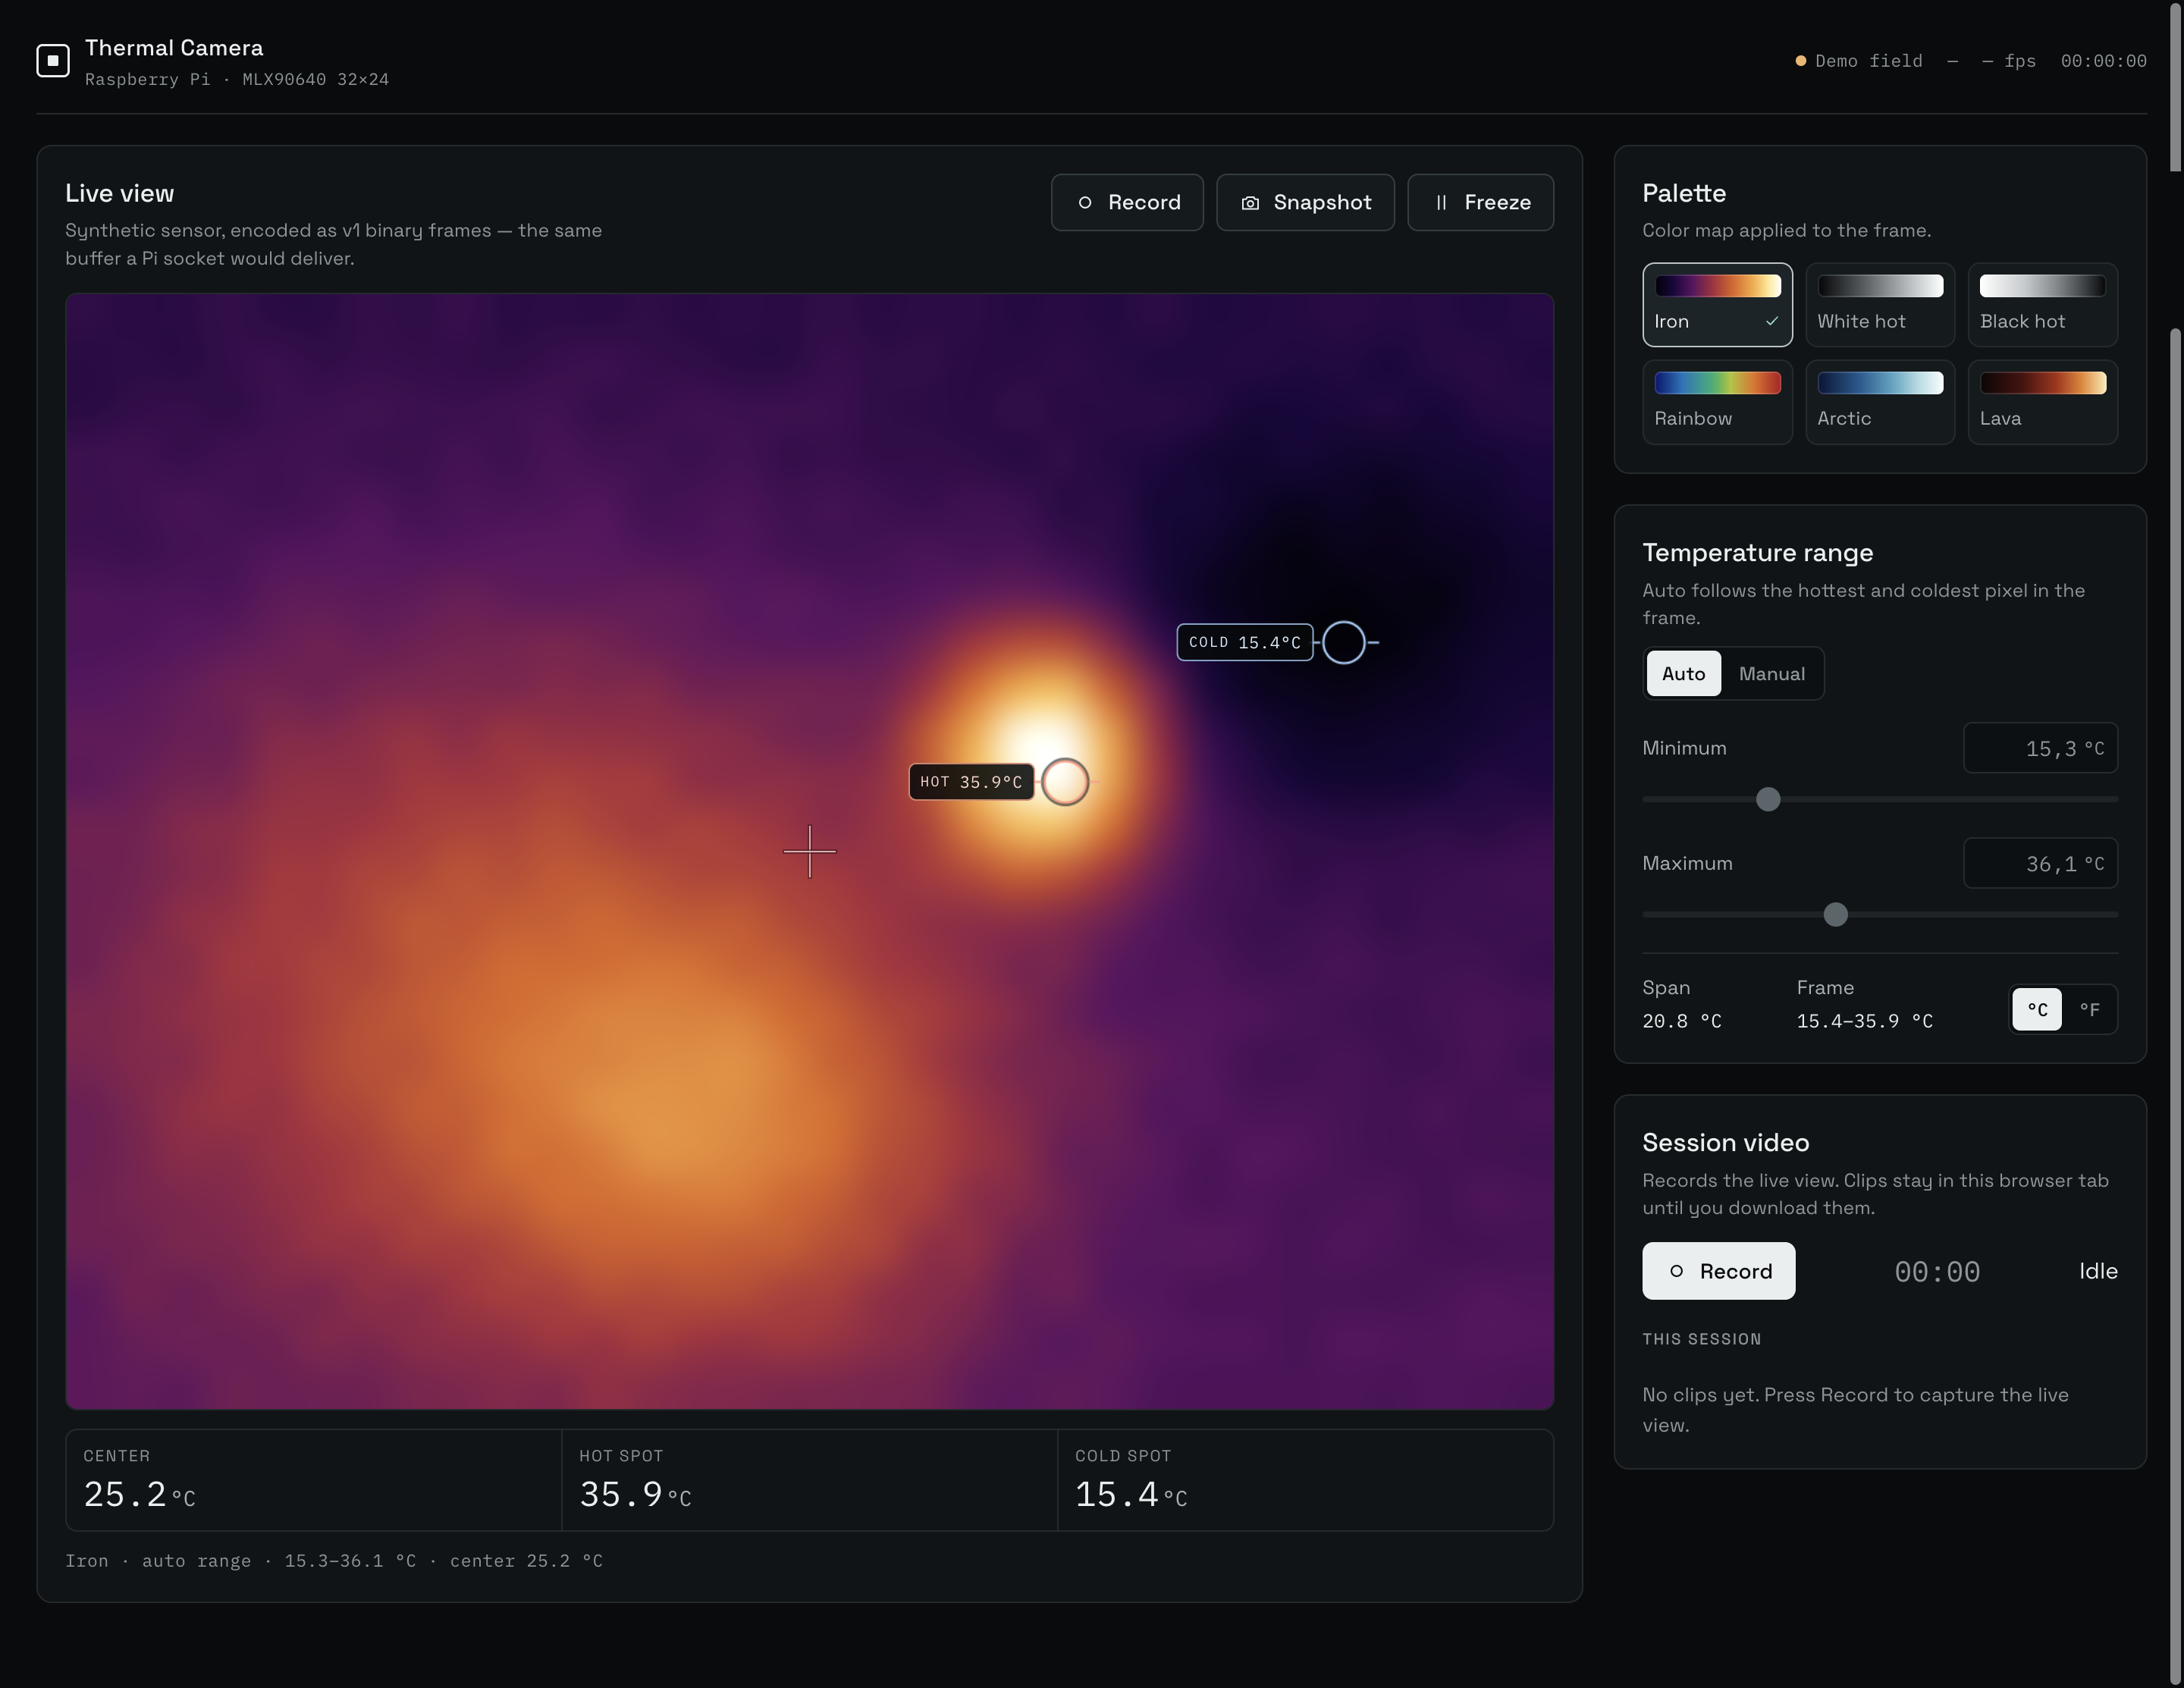 Thermal Camera
Raspberry Pi · MLX90640 32×24
Demo field — — fps 00:00:00
Live view
Synthetic sensor, encoded as v1 binary frames — the same
buffer a Pi socket would deliver.
Record
Snapshot
Freeze
COLD 15.4°C
HOT 35.9°C
CENTER
25.2°C
HOT SPOT
35.9°C
COLD SPOT
15.4°C
Iron · auto range · 15.3–36.1 °C · center 25.2 °C
Palette
Color map applied to the frame.
Iron
White hot
Black hot
Rainbow
Arctic
Lava
Temperature range
Auto follows the hottest and coldest pixel in the
frame.
Auto
Manual
Minimum
15,3 °C
Maximum
36,1 °C
Span
20.8 °C
Frame
15.4–35.9 °C
°C
°F
Session video
Records the live view. Clips stay in this browser tab
until you download them.
Record
00:00
Idle
THIS SESSION
No clips yet. Press Record to capture the live
view.